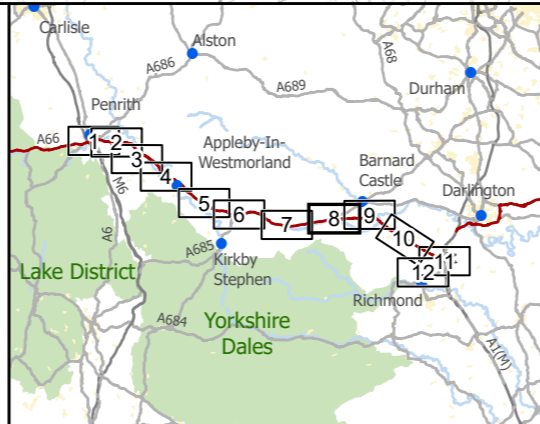 Carlisle
Alston
A68
A686
A689
Durham
Penrith
A66
1
2
3
Appleby-In-
Westmorland
Barnard
Castle
4
M6
Darlington
5
6
7
8
9
10
A6
A685
Kirkby
Stephen
11
12
Lake District
Richmond
A684
Yorkshire
Dales
A1(M)